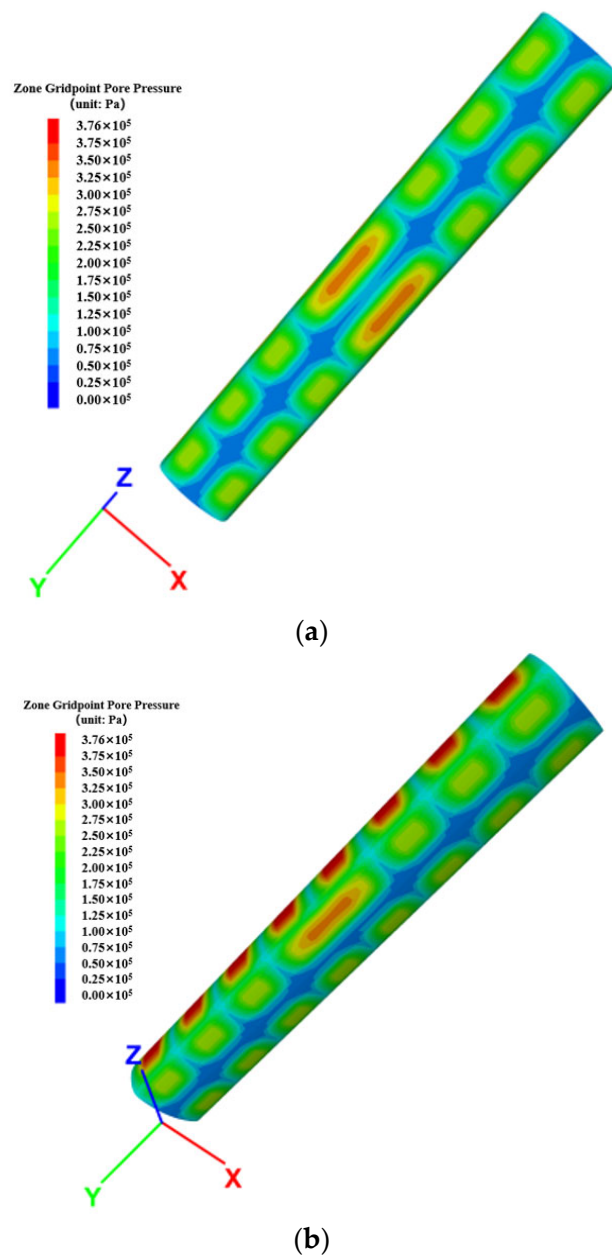 Zone Gridpoint Pore Pressure
(unit: Pa)
3.76×10⁵
3.75×10⁵
3.50×10⁵
3.25×10⁵
3.00×10⁵
2.75×10⁵
2.50×10⁵
2.25×10⁵
2.00×10⁵
1.75×10⁵
1.50×10⁵
1.25×10⁵
1.00×10⁵
0.75×10⁵
0.50×10⁵
0.25×10⁵
0.00×10⁵
Z
Y
X
(a)
Zone Gridpoint Pore Pressure
(unit: Pa)
3.76×10⁵
3.75×10⁵
3.50×10⁵
3.25×10⁵
3.00×10⁵
2.75×10⁵
2.50×10⁵
2.25×10⁵
2.00×10⁵
1.75×10⁵
1.50×10⁵
1.25×10⁵
1.00×10⁵
0.75×10⁵
0.50×10⁵
0.25×10⁵
0.00×10⁵
Z
Y
X
(b)